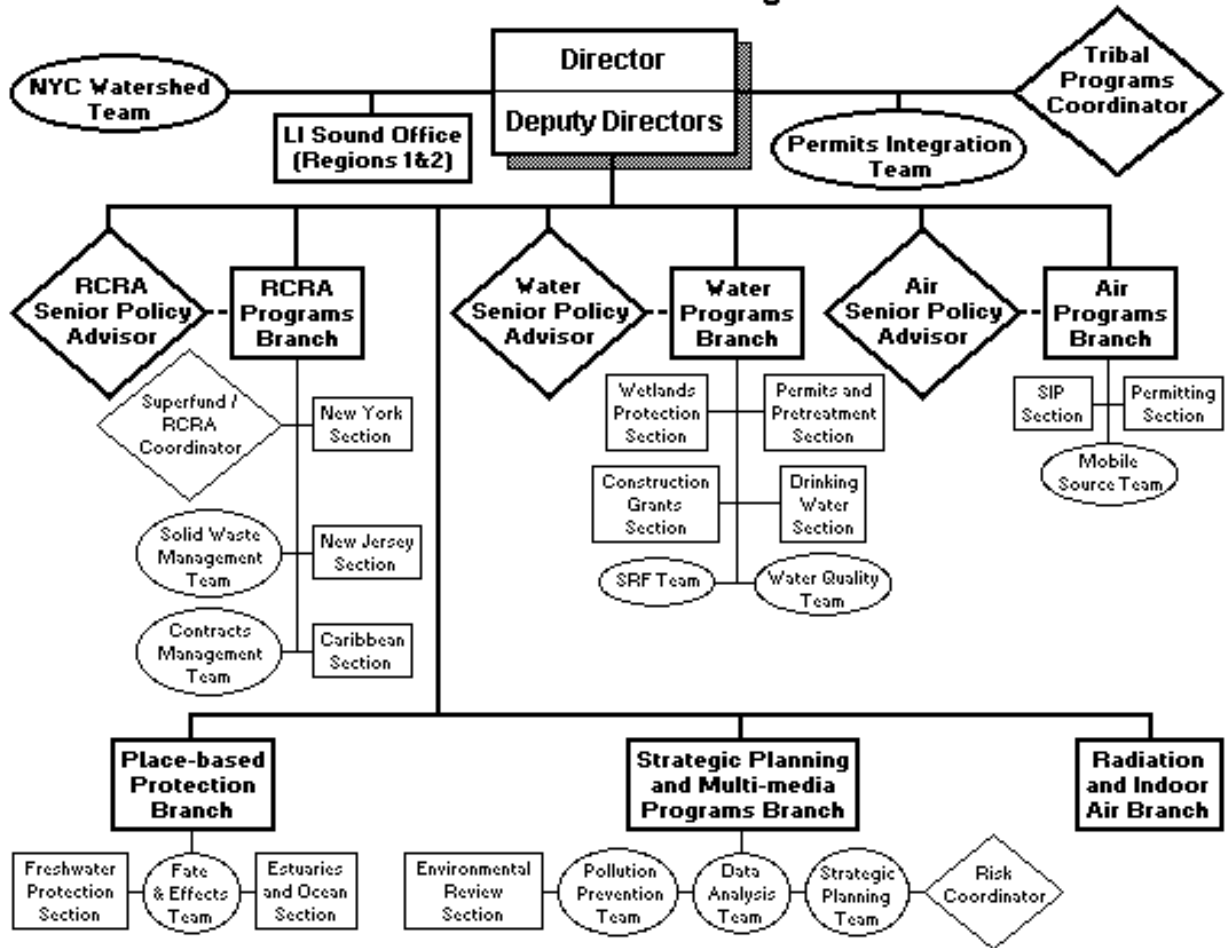 Director
Deputy Directors
NYC Watershed
Team
LI Sound Office
(Regions 1&2)
Permits Integration
Team
Tribal
Programs
Coordinator
RCRA
Senior Policy
Advisor
RCRA
Programs
Branch
Water
Senior Policy
Advisor
Water
Programs
Branch
Air
Senior Policy
Advisor
Air
Programs
Branch
Superfund /
RCRA
Coordinator
New York
Section
Solid Waste
Management
Team
New Jersey
Section
Contracts
Management
Team
Caribbean
Section
Wetlands
Protection
Section
Permits and
Pretreatment
Section
Construction
Grants
Section
Drinking
Water
Section
SRF Team
Water Quality
Team
SIP
Section
Permitting
Section
Mobile
Source Team
Place-based
Protection
Branch
Strategic Planning
and Multi-media
Programs Branch
Radiation
and Indoor
Air Branch
Freshwater
Protection
Section
Fate
& Effects
Team
Estuaries
and Ocean
Section
Environmental
Review
Section
Pollution
Prevention
Team
Data
Analysis
Team
Strategic
Planning
Team
Risk
Coordinator